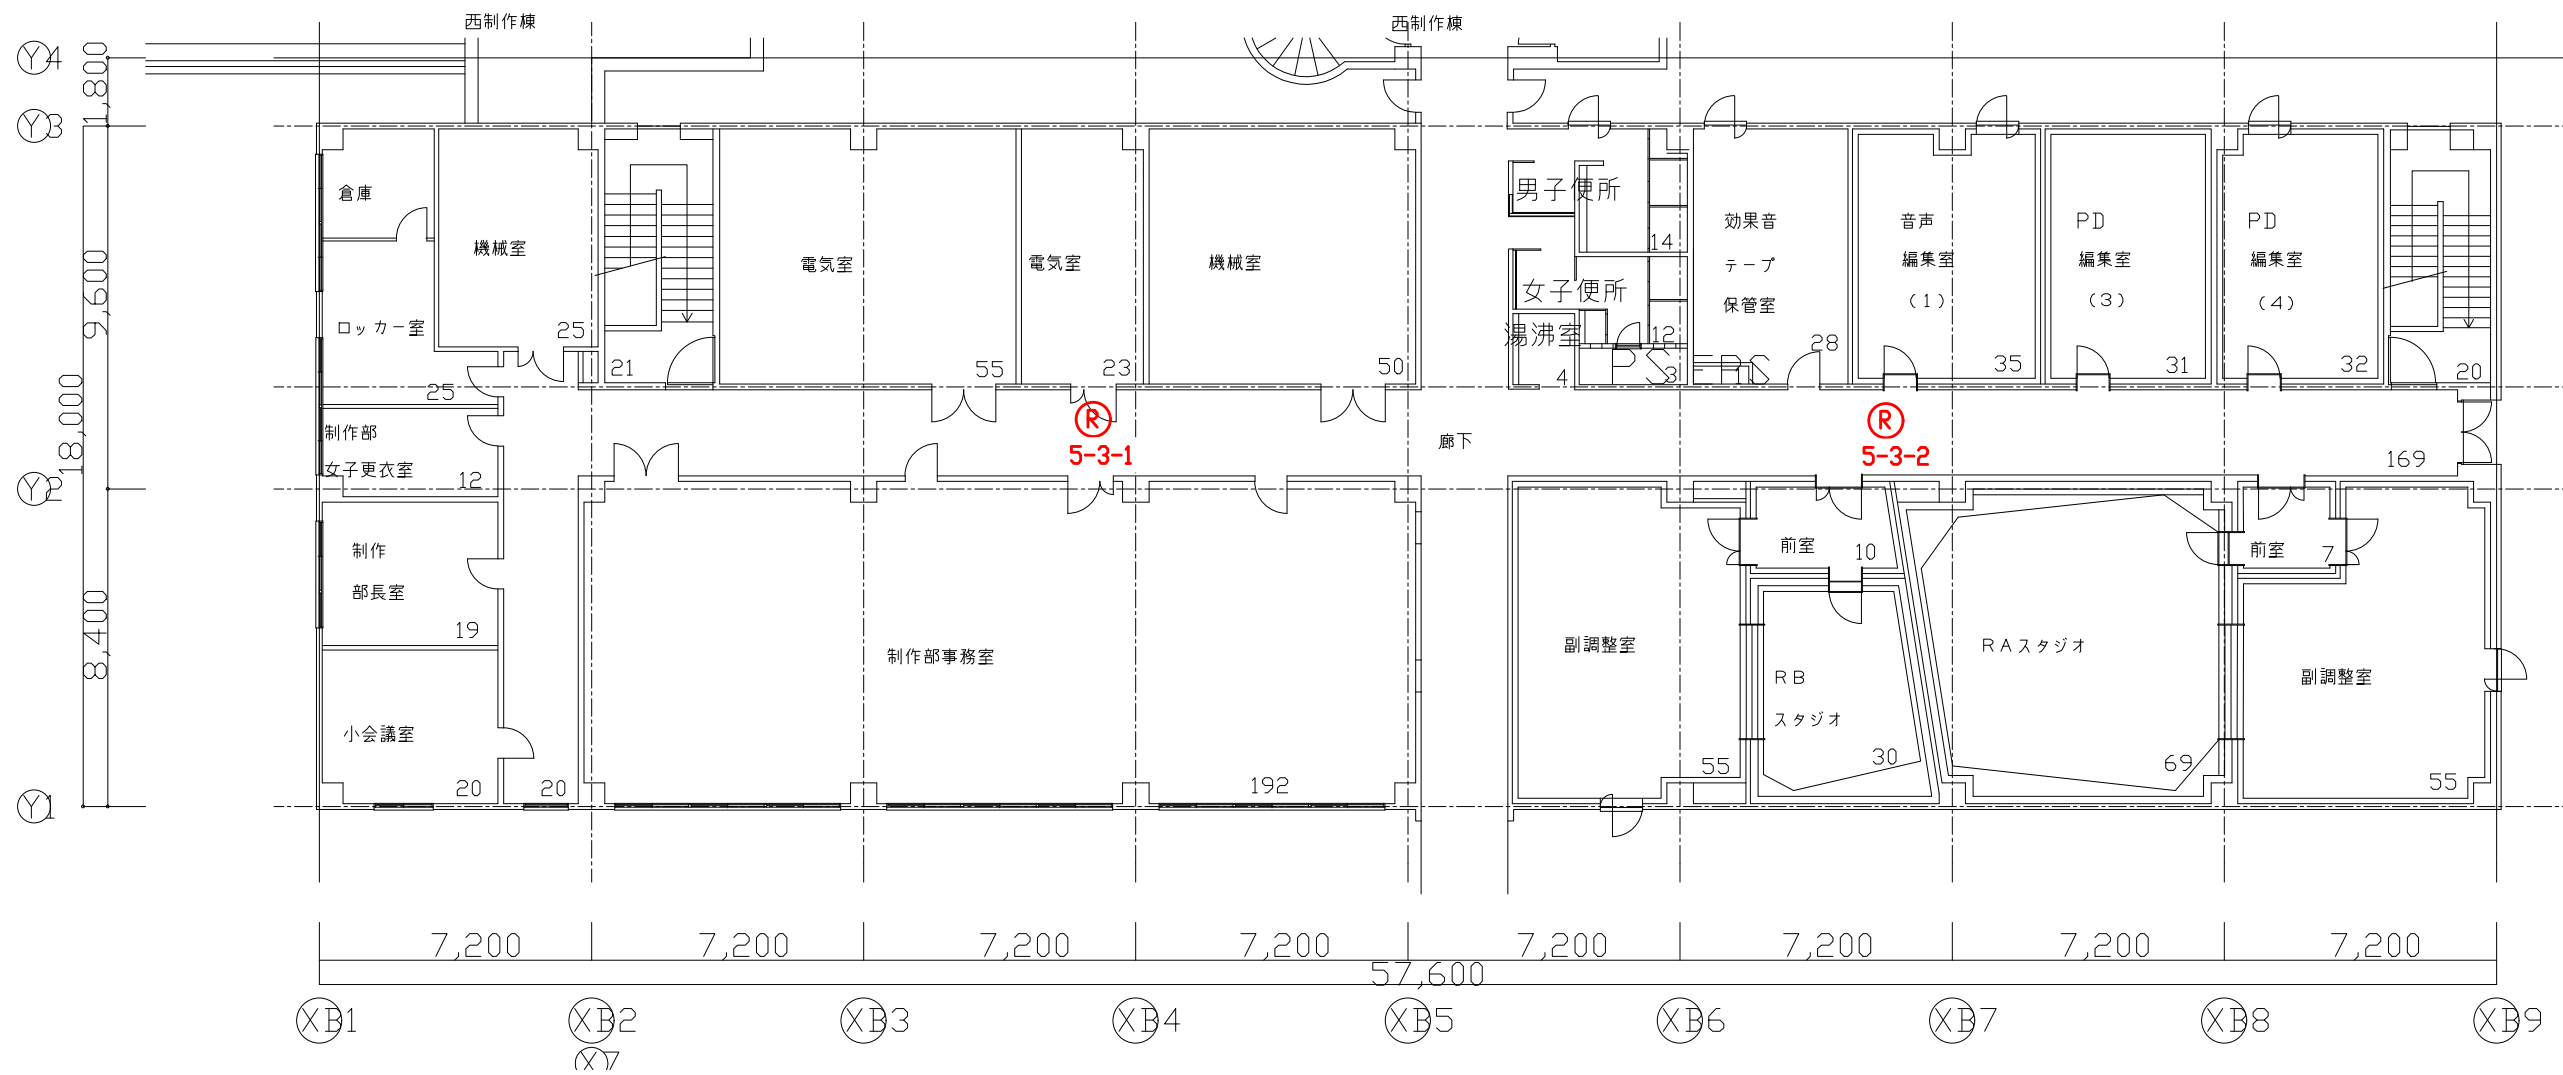 西制作棟
西制作棟
Y4
1,800
Y3
9,600
18,000
Y2
8,400
Y1
倉庫
機械室
25
ロッカー室
25
21
電気室
55
電気室
23
機械室
50
男子便所
14
女子便所
12
湯沸室
4
PS
3
EPS
効果音
テープ
保管室
28
音声
編集室
(1)
35
PD
編集室
(3)
31
PD
編集室
(4)
32
20
制作部
女子更衣室
12
R
5-3-1
廊下
R
5-3-2
169
制作
部長室
19
小会議室
20
20
制作部事務室
192
副調整室
55
前室
10
RB
スタジオ
30
RAスタジオ
69
前室
7
副調整室
55
7,200
7,200
7,200
7,200
7,200
7,200
7,200
7,200
57,600
XB1
XB2
XB3
XB4
XB5
XB6
XB7
XB8
XB9
X7